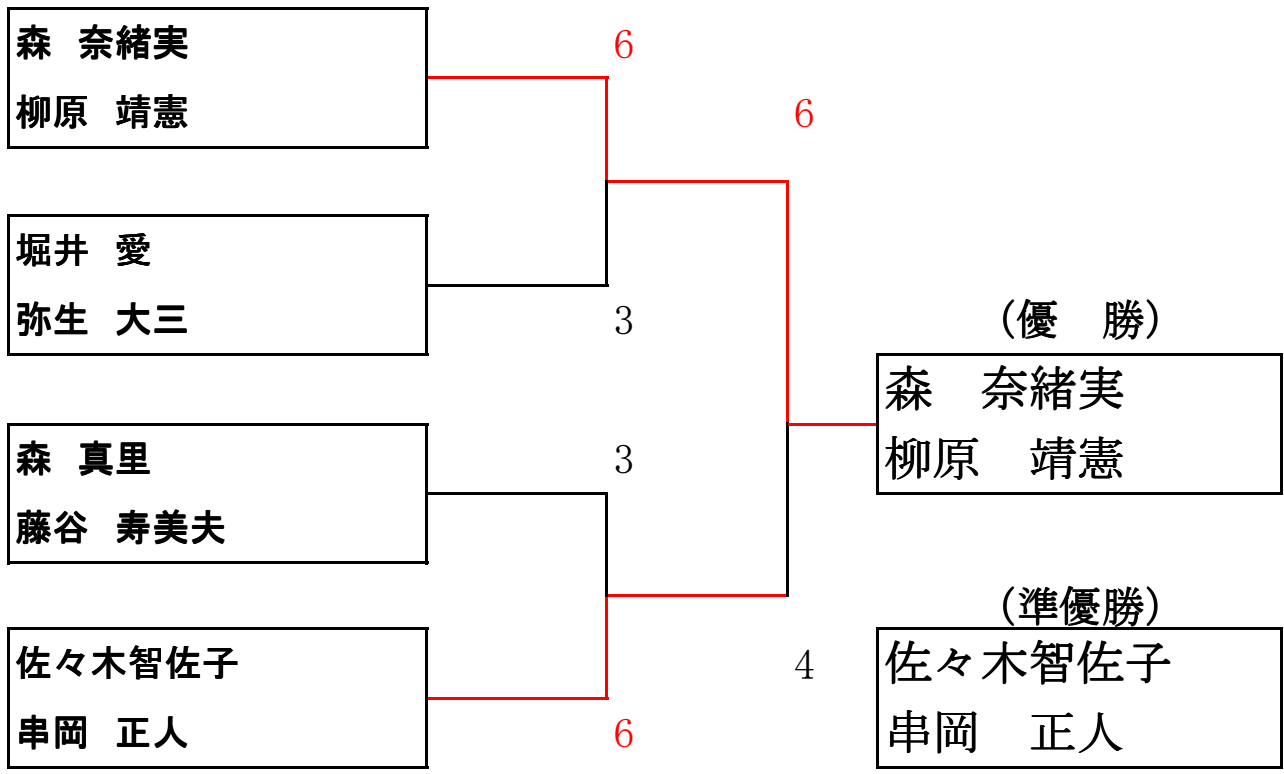 森 奈緒実
柳原 靖憲
6
6
堀井 愛
弥生 大三
3
森 真里
藤谷 寿美夫
3
佐々木智佐子
串岡 正人
6
4
(優 勝)
森 奈緒実
柳原 靖憲
(準優勝)
佐々木智佐子
串岡 正人